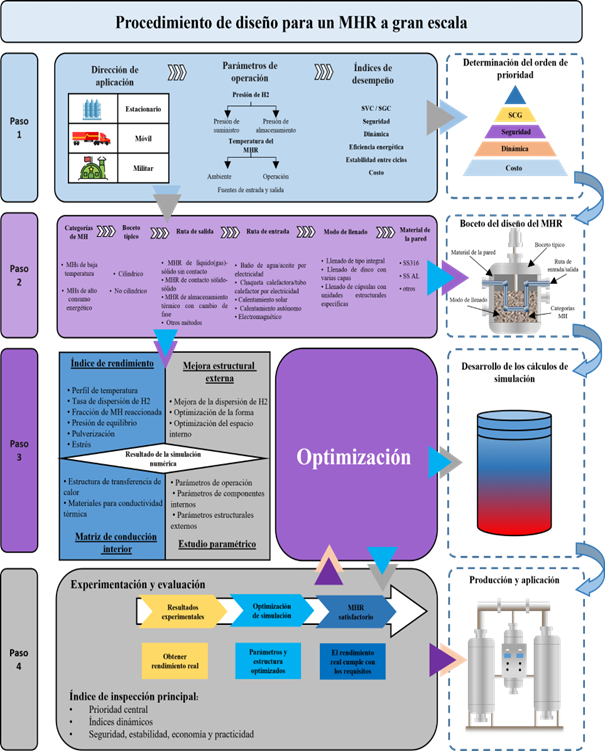 Procedimiento de diseño para un MHR a gran escala
Paso
1
Dirección de
aplicación
Estacionario
Móvil
Militar
Parámetros de
operación
Presión de H2
Presión de
suministro
Presión de
almacenamiento
Temperatura del
MHR
Ambiente
Operación
Fuentes de entrada y salida
Índices de
desempeño
SVC / SGC
Seguridad
Dinámica
Eficiencia energética
Estabilidad entre ciclos
Costo
Determinación del orden de
prioridad
SCG
Seguridad
Dinámica
Costo
Paso
2
Categorías
de MH
• MHs de baja
temperatura
• MHs de alto
consumo
energético
Boceto
típico
• Cilíndrico
• No cilíndrico
Ruta de salida
• MHR de líquido(gas)-
sólido sin contacto
• MHR de contacto sólido-
sólido
• MHR de almacenamiento
térmico con cambio de
fase
• Otros métodos
Ruta de entrada
• Baño de agua/aceite por
electricidad
• Chaqueta calefactora/tubo
calefactor por electricidad
• Calentamiento solar
• Calentamiento autónomo
• Electromagnético
Modo de llenado
• Llenado de tipo integral
• Llenado de disco con
varias capas
• Llenado de cápsulas con
unidades estructurales
específicas
Material de
la pared
• SS316
• SS AL
• otros
Boceto del diseño del MHR
Boceto típico
Material de la pared
Ruta de
entrada/salida
Modo de llenado
Categorías
MH
Paso
3
Índice de rendimiento
• Perfil de temperatura
• Tasa de dispersión de H2
• Fracción de MH reaccionada
• Presión de equilibrio
• Pulverización
• Estrés
Mejora estructural
externa
• Mejora de la dispersión de H2
• Optimización de la forma
• Optimización del espacio
interno
Resultado de la simulación
numérica
• Estructura de transferencia de
calor
• Materiales para conductividad
térmica
Matriz de conducción
interior
• Parámetros de operación
• Parámetros de componentes
internos
• Parámetros estructurales
externos
Estudio paramétrico
Optimización
Desarrollo de los cálculos de
simulación
Paso
4
Experimentación y evaluación
Resultados
experimentales
Optimización
de simulación
MHR
satisfactorio
Obtener
rendimiento real
Parámetros y
estructura
optimizados
El rendimiento
real cumple con
los requisitos
Índice de inspección principal:
• Prioridad central
• Índices dinámicos
• Seguridad, estabilidad, economía y practicidad
Producción y aplicación